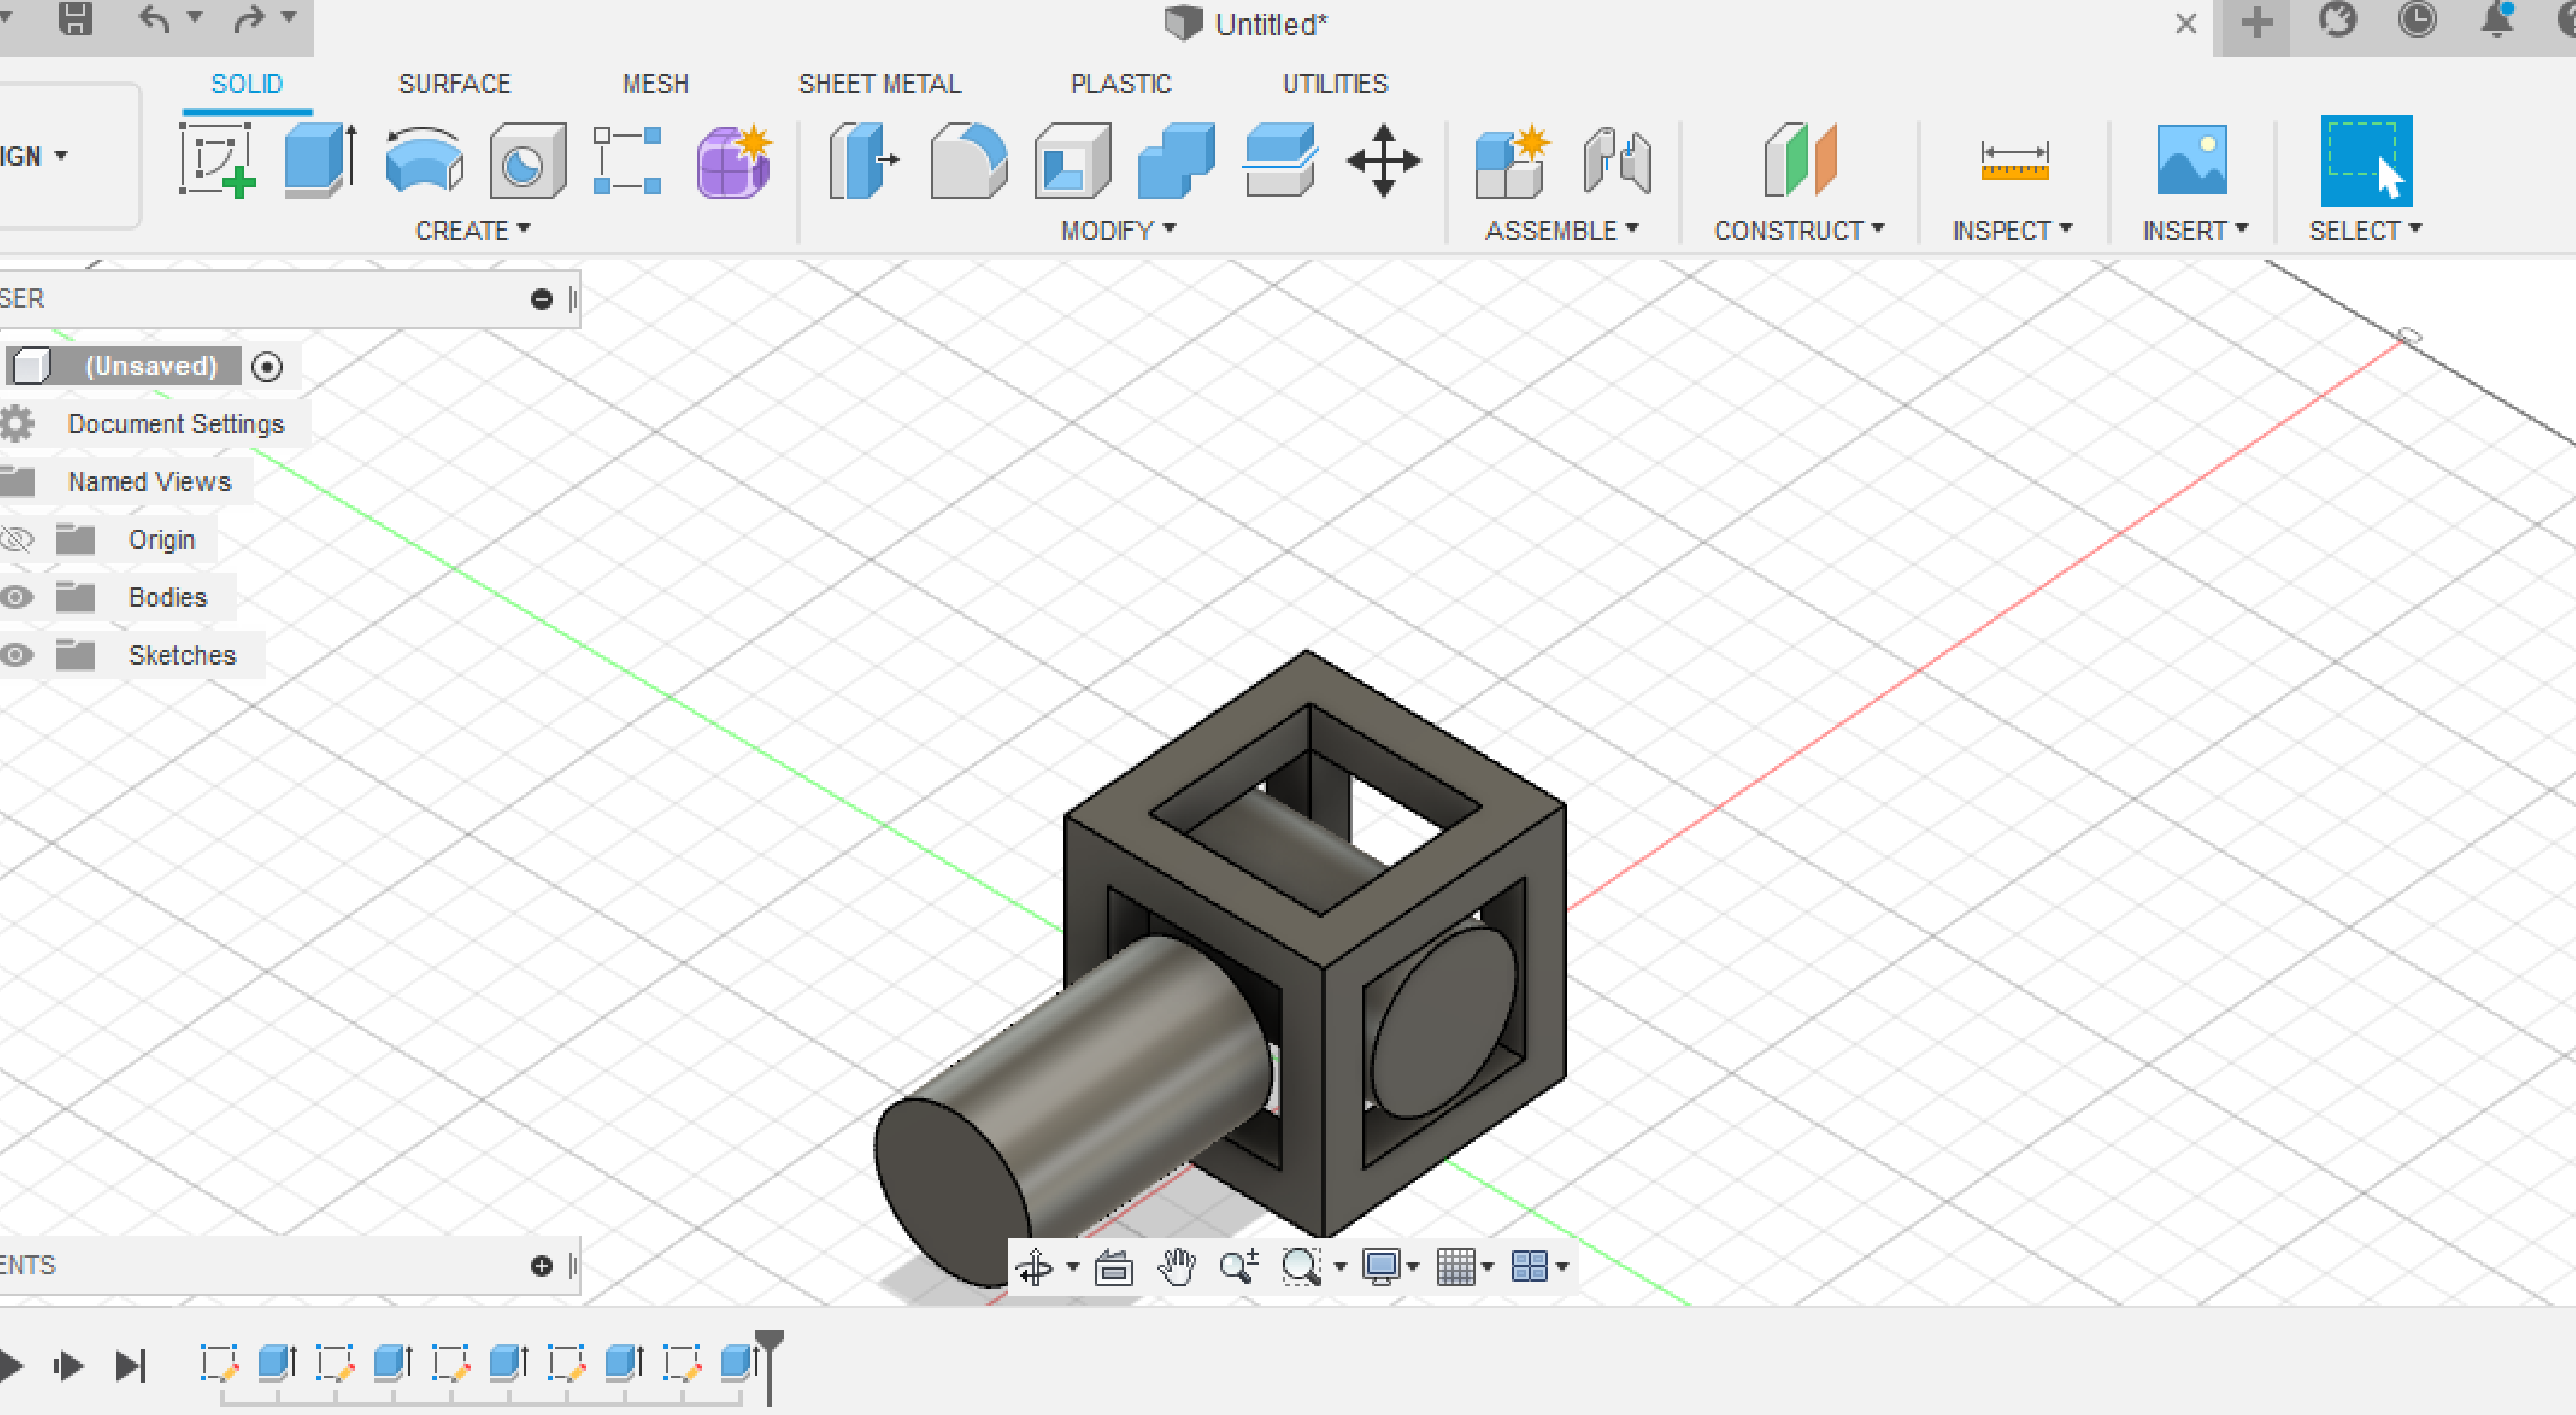 Untitled*
SOLID SURFACE MESH SHEET METAL PLASTIC UTILITIES
IGN
CREATE MODIFY ASSEMBLE CONSTRUCT INSPECT INSERT SELECT
SER
(Unsaved)
Document Settings
Named Views
Origin
Bodies
Sketches
ENTS